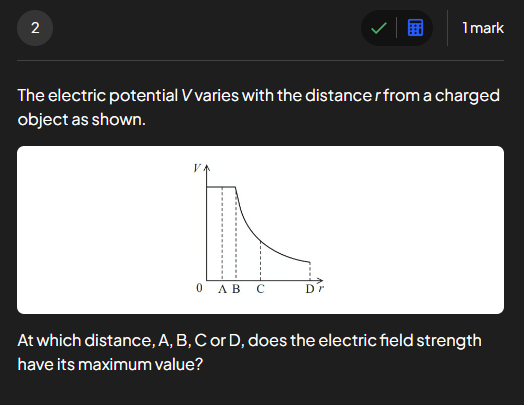 2
1 mark
The electric potential V varies with the distance r from a charged
object as shown.
V
0 A B C D r
At which distance, A, B, C or D, does the electric field strength
have its maximum value?